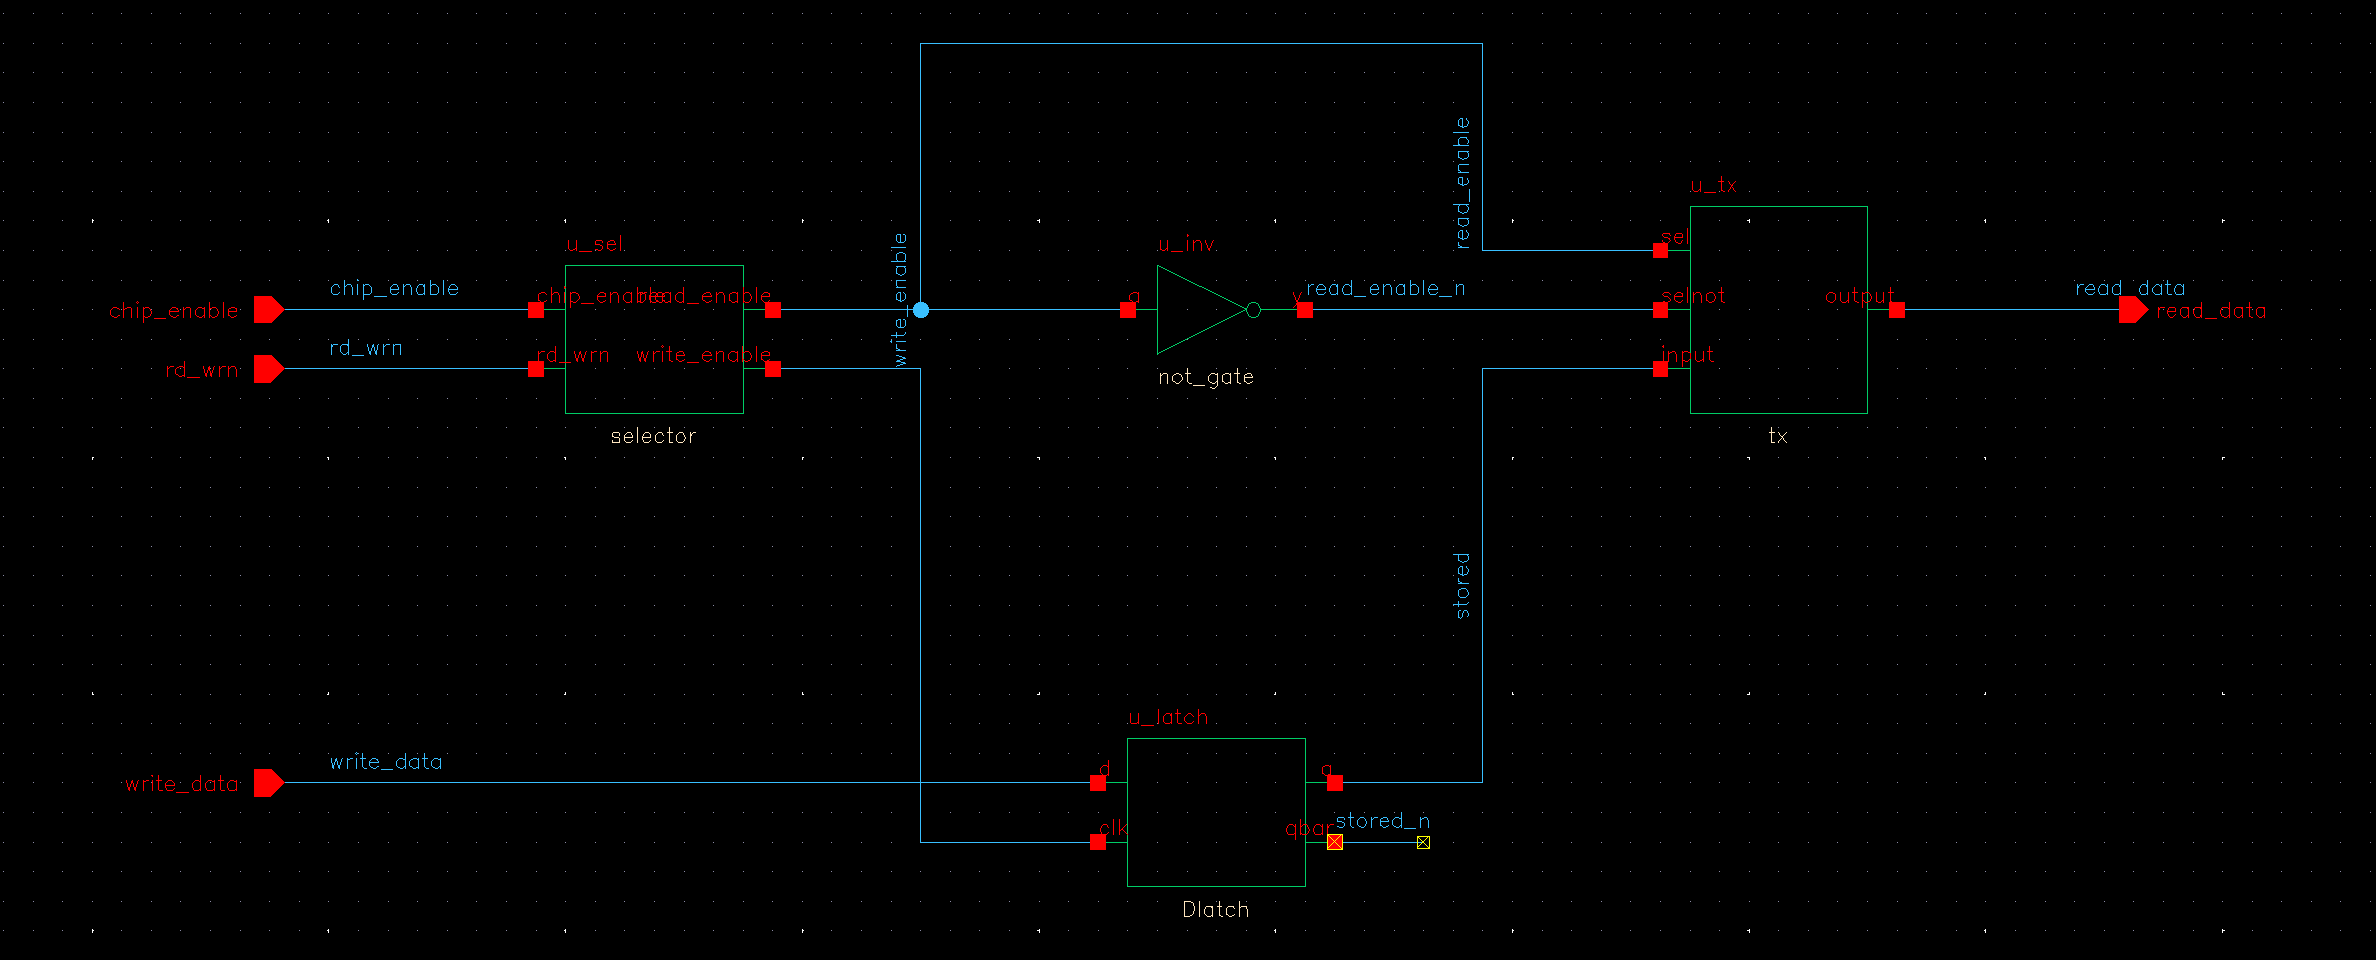 read_enable
u_tx
sel
u_sel
u_inv
write_enable
chip_enable
chip_enable
chip_enable
read_enable
a
y
read_enable_n
selnot
output
read_data
read_data
rd_wrn
rd_wrn
rd_wrn
write_enable
input
not_gate
selector
tx
stored
u_latch
write_data
write_data
d
q
clk
qbar
stored_n
Dlatch